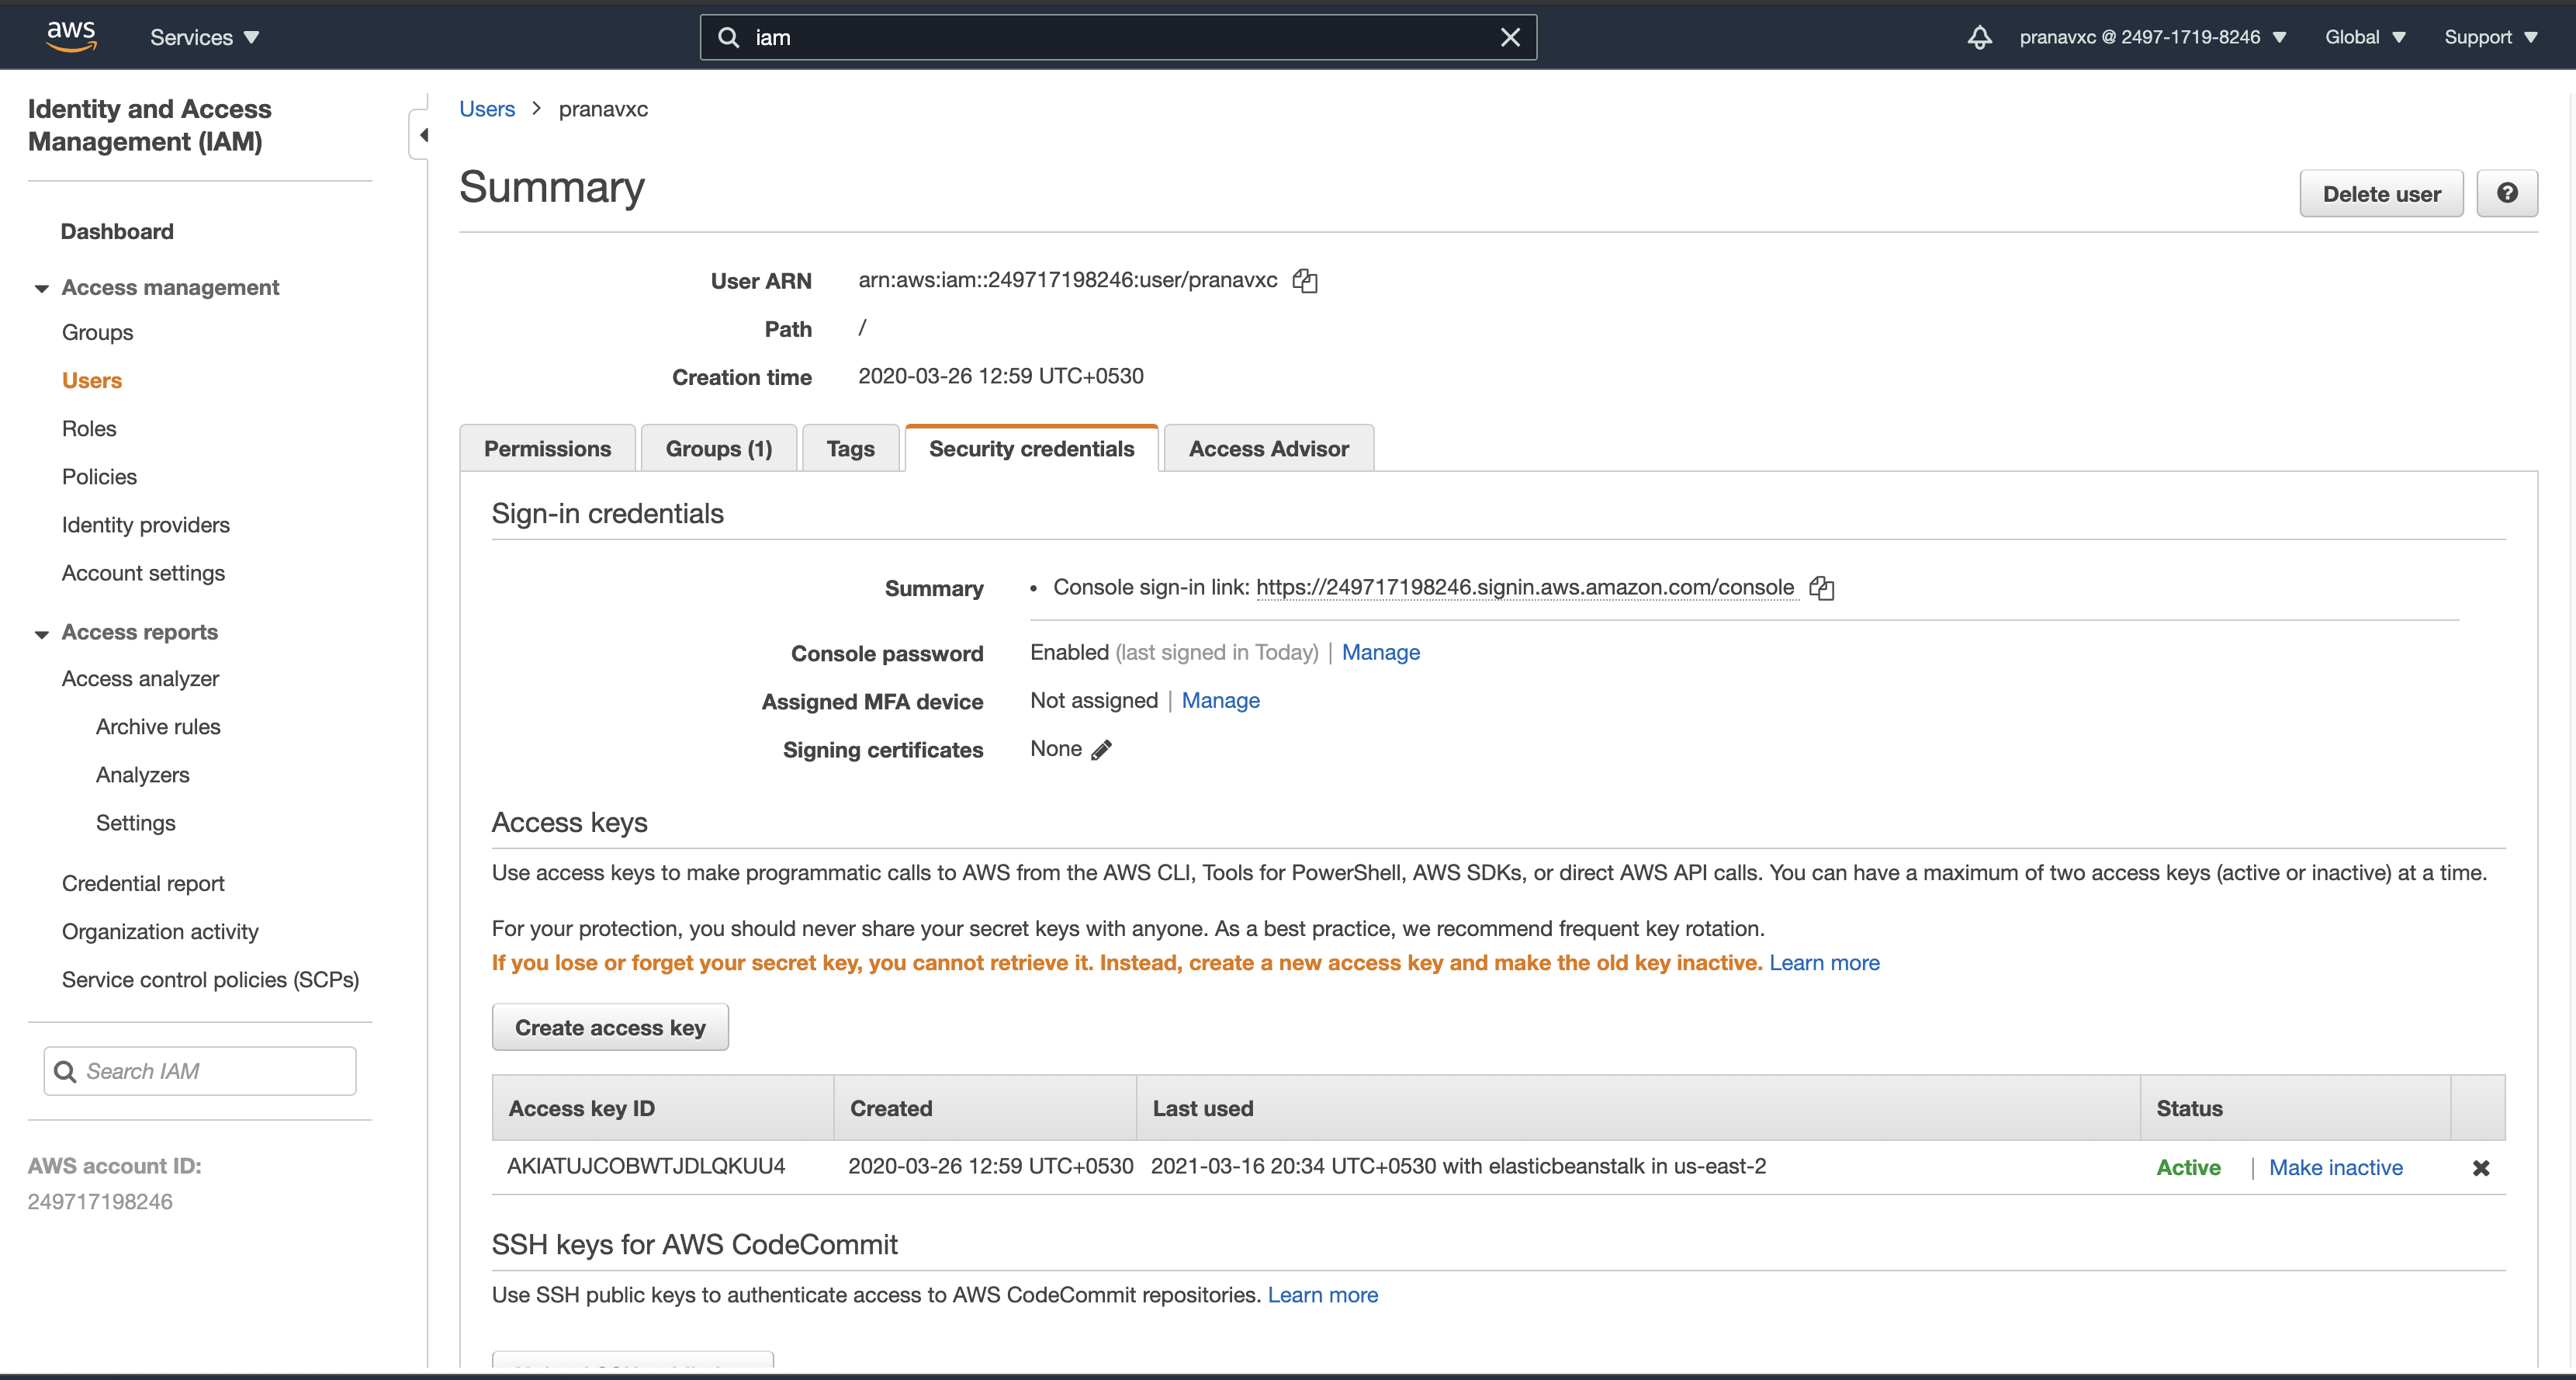 aws
Services
iam
pranavxc @ 2497-1719-8246
Global
Support
Identity and Access
Management (IAM)
Dashboard
Access management
Groups
Users
Roles
Policies
Identity providers
Account settings
Access reports
Access analyzer
Archive rules
Analyzers
Settings
Credential report
Organization activity
Service control policies (SCPs)
Search IAM
AWS account ID:
249717198246
Users > pranavxc
Summary
Delete user
User ARN arn:aws:iam::249717198246:user/pranavxc
Path /
Creation time 2020-03-26 12:59 UTC+0530
Permissions
Groups (1)
Tags
Security credentials
Access Advisor
Sign-in credentials
Summary • Console sign-in link: https://249717198246.signin.aws.amazon.com/console
Console password Enabled (last signed in Today) | Manage
Assigned MFA device Not assigned | Manage
Signing certificates None
Access keys
Use access keys to make programmatic calls to AWS from the AWS CLI, Tools for PowerShell, AWS SDKs, or direct AWS API calls. You can have a maximum of two access keys (active or inactive) at a time.
For your protection, you should never share your secret keys with anyone. As a best practice, we recommend frequent key rotation.
If you lose or forget your secret key, you cannot retrieve it. Instead, create a new access key and make the old key inactive. Learn more
Create access key
Access key ID Created Last used Status
AKIATUJCOBWTJDLQKUU4 2020-03-26 12:59 UTC+0530 2021-03-16 20:34 UTC+0530 with elasticbeanstalk in us-east-2 Active | Make inactive
SSH keys for AWS CodeCommit
Use SSH public keys to authenticate access to AWS CodeCommit repositories. Learn more